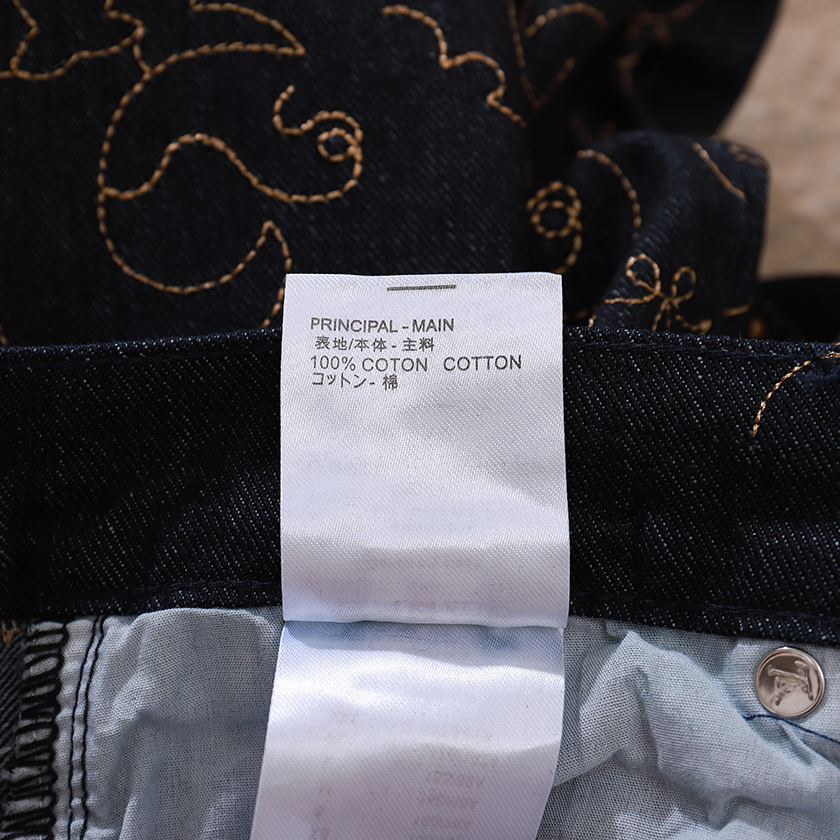 PRINCIPAL - MAIN
表地/本体 - 主料
100% COTON COTTON
コットン - 棉